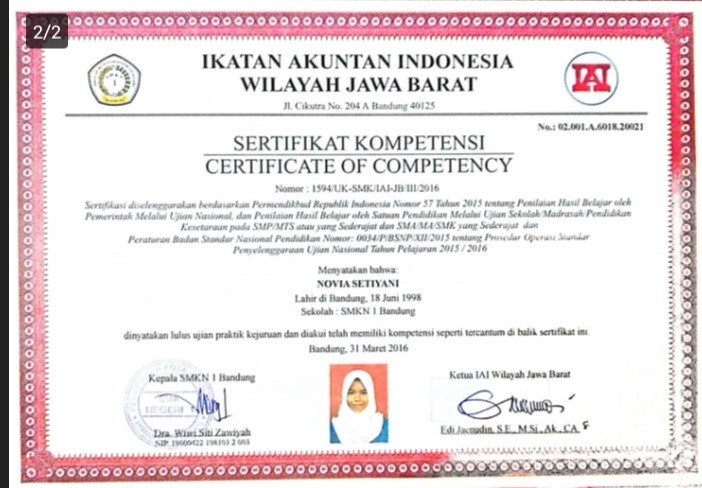 2/2
IKATAN AKUNTAN INDONESIA
WILAYAH JAWA BARAT
Jl. Cikutra No. 204 A Bandung 40125
IAI
No.: 02.001.A.6018.20021
SERTIFIKAT KOMPETENSI
CERTIFICATE OF COMPETENCY
Nomor : 1594/UK-SMK/IAI-JB/III/2016
Sertifikasi diselenggarakan berdasarkan Permendikbud Republik Indonesia Nomor 57 Tahun 2015 tentang Penilaian Hasil Belajar oleh
Pemerintah Melalui Ujian Nasional, dan Penilaian Hasil Belajar oleh Satuan Pendidikan Melalui Ujian Sekolah/Madrasah/Pendidikan
Kesetaraan pada SMP/MTS atau yang Sederajat dan SMA/MA/SMK yang Sederajat dan
Peraturan Badan Standar Nasional Pendidikan Nomor: 0034/P/BSNP/XII/2015 tentang Prosedur Operasi Standar
Penyelenggaraan Ujian Nasional Tahun Pelajaran 2015 / 2016
Menyatakan bahwa:
NOVIA SETIYANI
Lahir di Bandung, 18 Juni 1998
Sekolah : SMKN 1 Bandung
dinyatakan lulus ujian praktik kejuruan dan diakui telah memiliki kompetensi seperti tercantum di balik sertifikat ini.
Bandung, 31 Maret 2016
Kepala SMKN 1 Bandung
NEGERI 1
Dra. Wiwi Siti Zawiyah
NIP.
Ketua IAI Wilayah Jawa Barat
Edi Jaenudin, S.E., M.Si., Ak., CA.